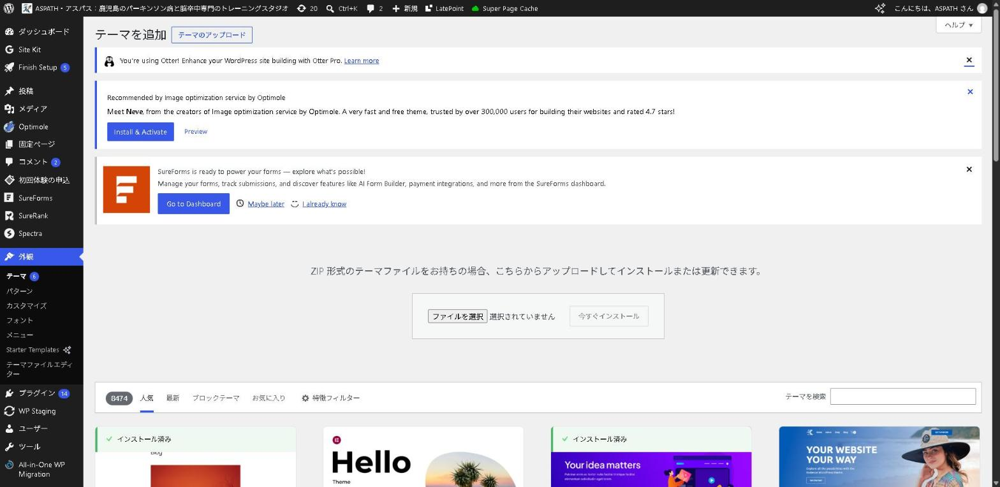 ASPATH・アスパス：鹿児島のパーキンソン病と脳卒中専門のトレーニングスタジオ 20 Ctrl+K 2 新規 LatePoint Super Page Cache こんにちは、ASPATH さん
ダッシュボード
Site Kit
Finish Setup 5
投稿
メディア
Optimole
固定ページ
コメント 2
初回体験の申込
SureForms
SureRank
Spectra
外観
テーマ 6
パターン
カスタマイズ
フォント
メニュー
Starter Templates
テーマファイルエディ
ター
プラグイン 14
WP Staging
ユーザー
ツール
All-in-One WP
Migration
テーマを追加 テーマのアップロード
ヘルプ ▼
You're using Otter! Enhance your WordPress site building with Otter Pro. Learn more
Recommended by Image optimization service by Optimole
Meet Neve, from the creators of Image optimization service by Optimole. A very fast and free theme, trusted by over 300,000 users for building their websites and rated 4.7 stars!
Install & Activate Preview
SureForms is ready to power your forms — explore what's possible!
Manage your forms, track submissions, and discover features like AI Form Builder, payment integrations, and more from the SureForms dashboard.
Go to Dashboard Maybe later I already know
ZIP 形式のテーマファイルをお持ちの場合、こちらからアップロードしてインストールまたは更新できます。
ファイルを選択 選択されていません 今すぐインストール
8474 人気 最新 ブロックテーマ お気に入り 特徴フィルター テーマを検索
インストール済み
Blog
Hello
Theme
インストール済み
Your idea matters
YOUR WEBSITE
YOUR WAY
Explore all the possibilities with the
Kadence WordPress theme.